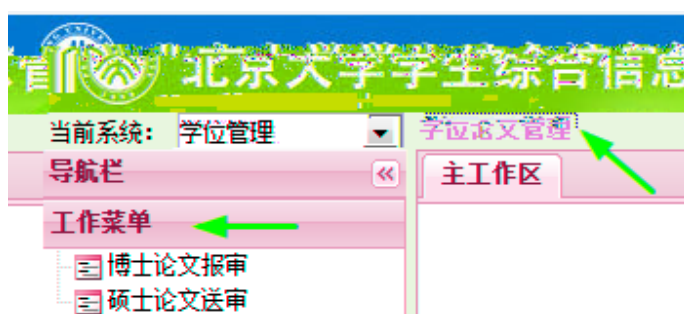 北京大学学生综合信息
当前系统: 学位管理 学位论文管理
导航栏 主工作区
工作菜单
博士论文报审
硕士论文送审